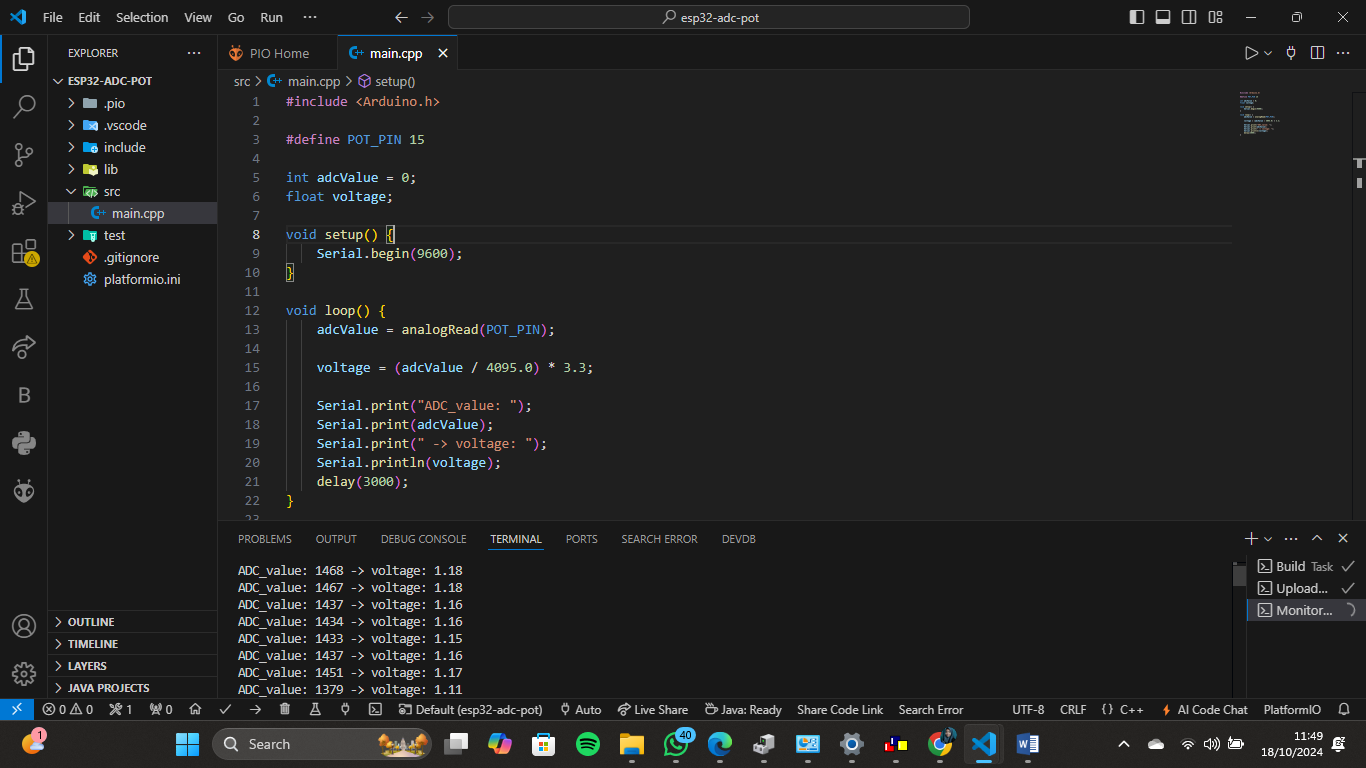 File Edit Selection View Go Run ··· esp32-adc-pot
EXPLORER ···
ESP32-ADC-POT
.pio
.vscode
include
lib
src
main.cpp
test
.gitignore
platformio.ini
OUTLINE
TIMELINE
LAYERS
JAVA PROJECTS
PIO Home main.cpp
src > main.cpp > setup()
1 #include <Arduino.h>
2
3 #define POT_PIN 15
4
5 int adcValue = 0;
6 float voltage;
7
8 void setup() {
9 Serial.begin(9600);
10 }
11
12 void loop() {
13 adcValue = analogRead(POT_PIN);
14
15 voltage = (adcValue / 4095.0) * 3.3;
16
17 Serial.print("ADC_value: ");
18 Serial.print(adcValue);
19 Serial.print(" -> voltage: ");
20 Serial.println(voltage);
21 delay(3000);
22 }
23
PROBLEMS OUTPUT DEBUG CONSOLE TERMINAL PORTS SEARCH ERROR DEVDB
ADC_value: 1468 -> voltage: 1.18
ADC_value: 1467 -> voltage: 1.18
ADC_value: 1437 -> voltage: 1.16
ADC_value: 1434 -> voltage: 1.16
ADC_value: 1433 -> voltage: 1.15
ADC_value: 1437 -> voltage: 1.16
ADC_value: 1451 -> voltage: 1.17
ADC_value: 1379 -> voltage: 1.11
Build Task
Upload...
Monitor...
0 0 1 0 Default (esp32-adc-pot) Auto Live Share Java: Ready Share Code Link Search Error UTF-8 CRLF {} C++ AI Code Chat PlatformIO
1 Search 40 11:49
18/10/2024